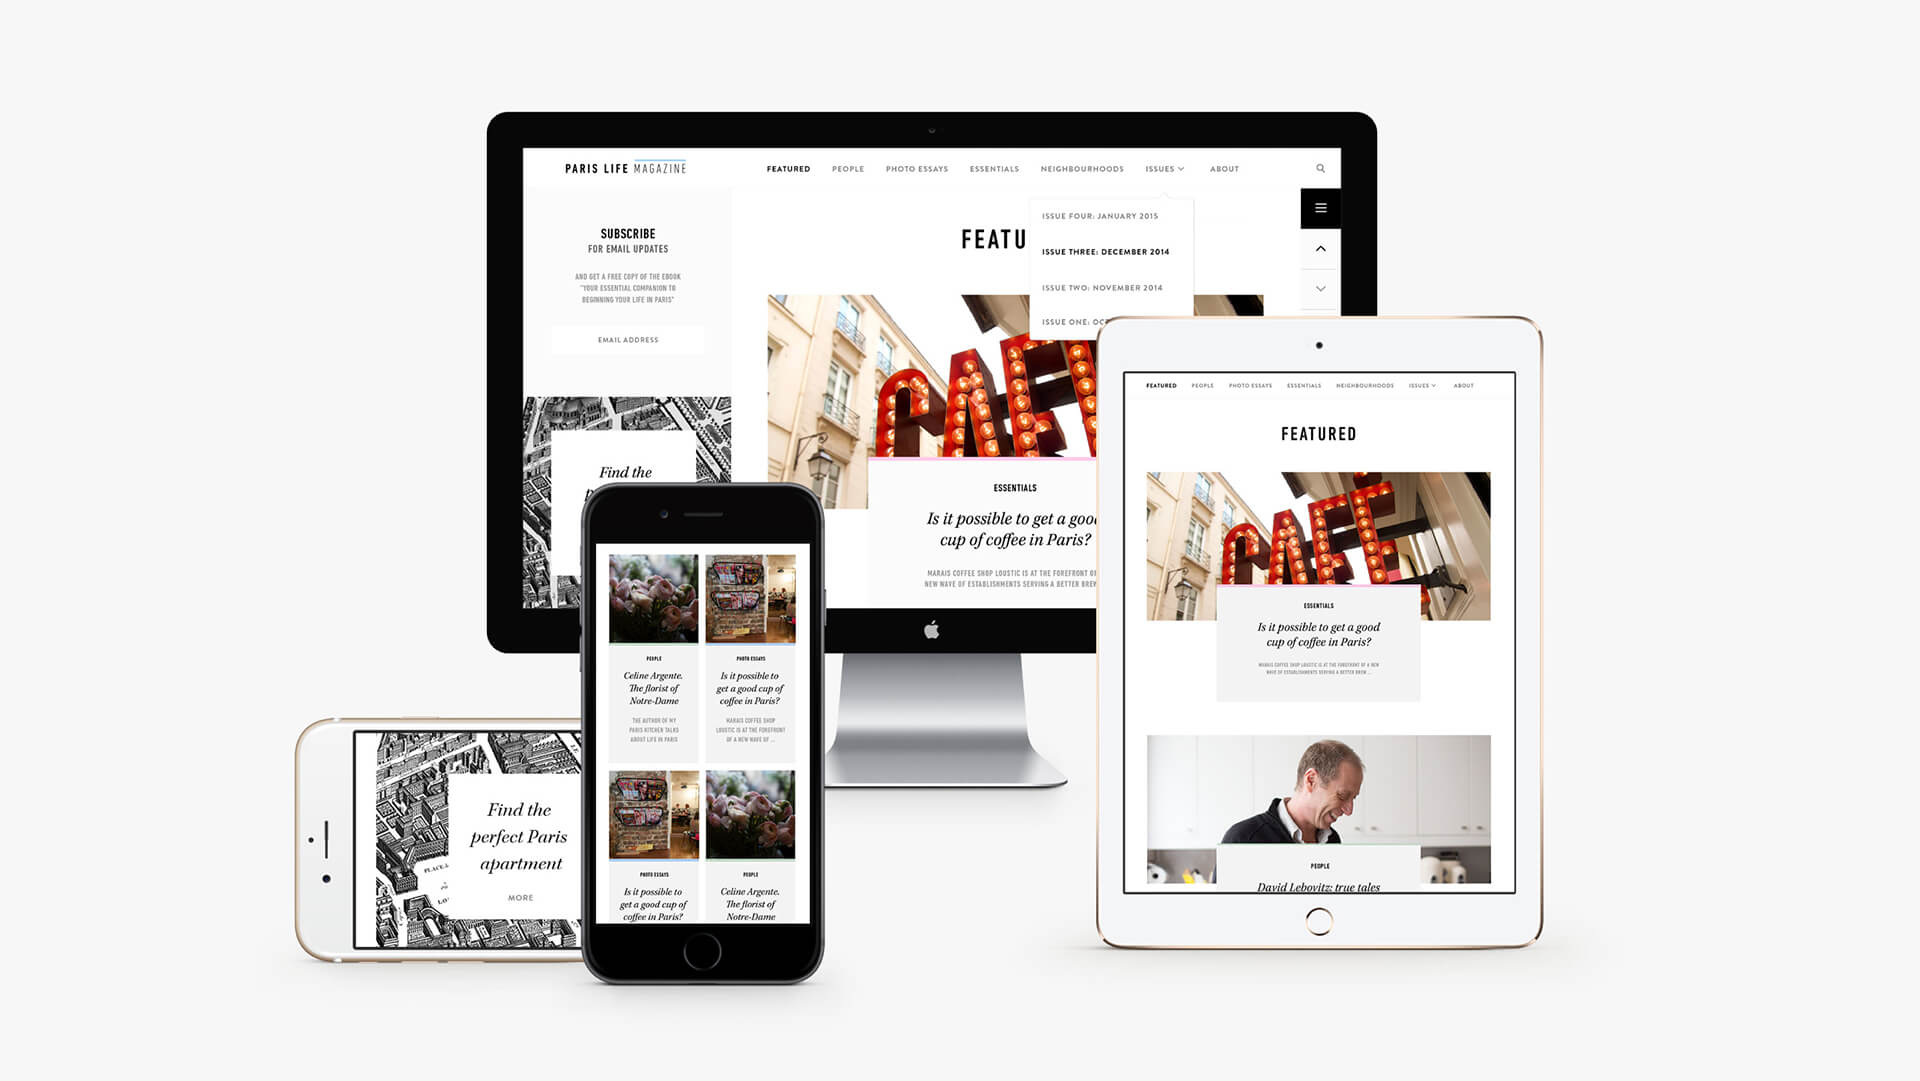 PARIS LIFE MAGAZINE
FEATURED PEOPLE PHOTO ESSAYS ESSENTIALS NEIGHBOURHOODS ISSUES ABOUT
SUBSCRIBE
FOR EMAIL UPDATES
AND GET A FREE COPY OF THE EBOOK
"YOUR ESSENTIAL COMPANION TO
BEGINNING YOUR LIFE IN PARIS"
EMAIL ADDRESS
Find the
FEATU
ISSUE FOUR: JANUARY 2015
ISSUE THREE: DECEMBER 2014
ISSUE TWO: NOVEMBER 2014
ISSUE ONE: OC
CAFE
ESSENTIALS
Is it possible to get a goo
cup of coffee in Paris?
MARAIS COFFEE SHOP LOUSTIC IS AT THE FOREFRONT O
NEW WAVE OF ESTABLISHMENTS SERVING A BETTER BREW
FEATURED PEOPLE PHOTO ESSAYS ESSENTIALS NEIGHBOURHOODS ISSUES ABOUT
FEATURED
CAFÉ
ESSENTIALS
Is it possible to get a good
cup of coffee in Paris?
MARAIS COFFEE SHOP LOUSTIC IS AT THE FOREFRONT OF A NEW
WAVE OF ESTABLISHMENTS SERVING A BETTER BREW ...
PEOPLE
David Lebovitz: true tales
PEOPLE
Celine Argente.
The florist of
Notre-Dame
THE AUTHOR OF MY
PARIS KITCHEN TALKS
ABOUT LIFE IN PARIS
PHOTO ESSAYS
Is it possible to
get a good cup of
coffee in Paris?
MARAIS COFFEE SHOP
LOUSTIC IS AT THE FOREFRONT
OF A NEW WAVE OF ...
PHOTO ESSAYS
Is it possible to
get a good cup of
coffee in Paris?
PEOPLE
Celine Argente.
The florist of
Notre-Dame
Find the
perfect Paris
apartment
MORE